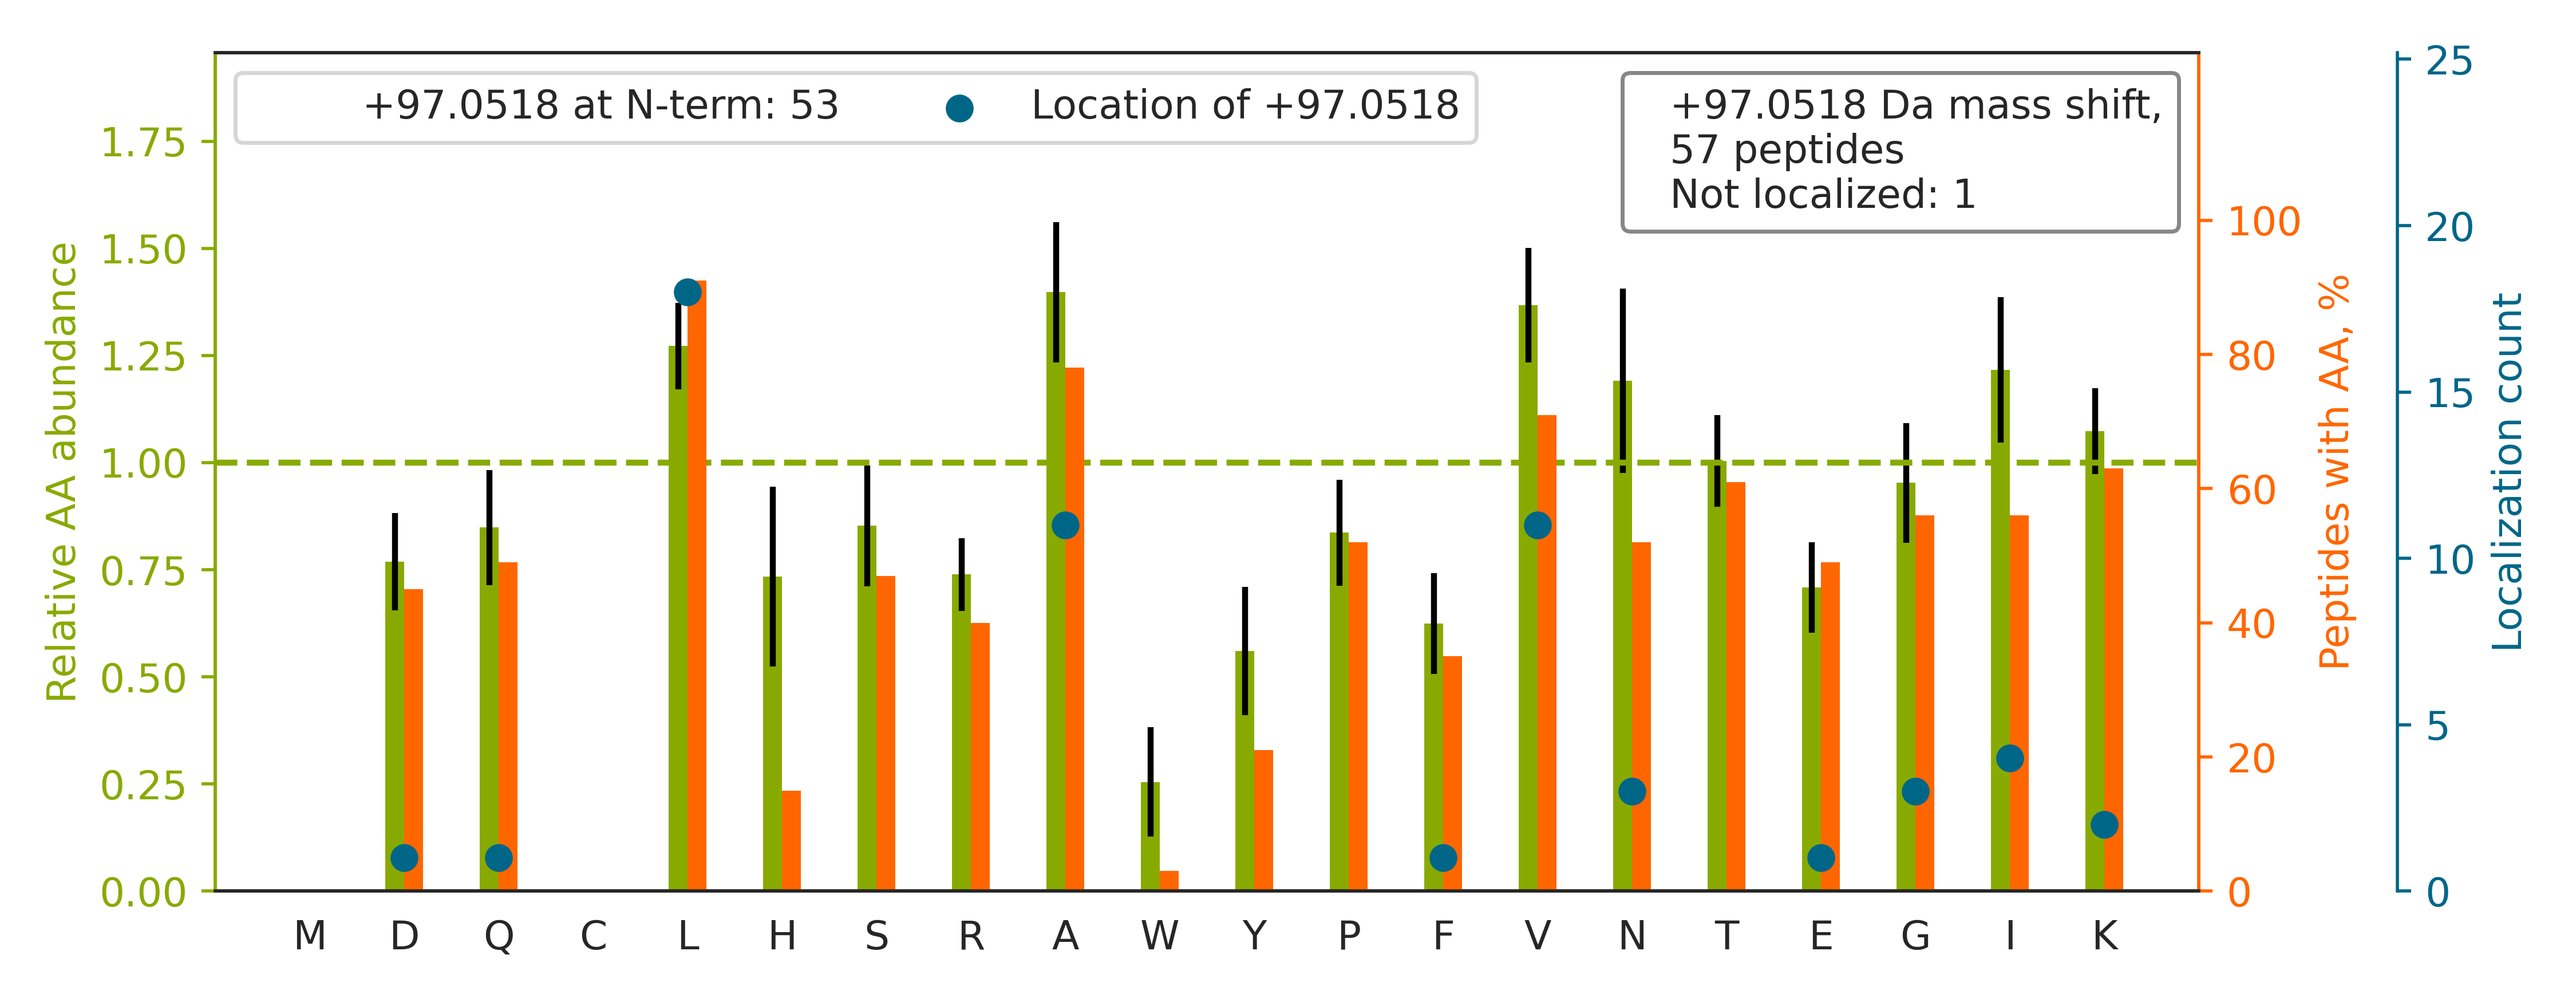 +97.0518 at N-term: 53
Location of +97.0518
+97.0518 Da mass shift,
57 peptides
Not localized: 1
Relative AA abundance
1.75
1.50
1.25
1.00
0.75
0.50
0.25
0.00
M D Q C L H S R A W Y P F V N T E G I K
100
80
60
40
20
0
Peptides with AA, %
25
20
15
10
5
0
Localization count